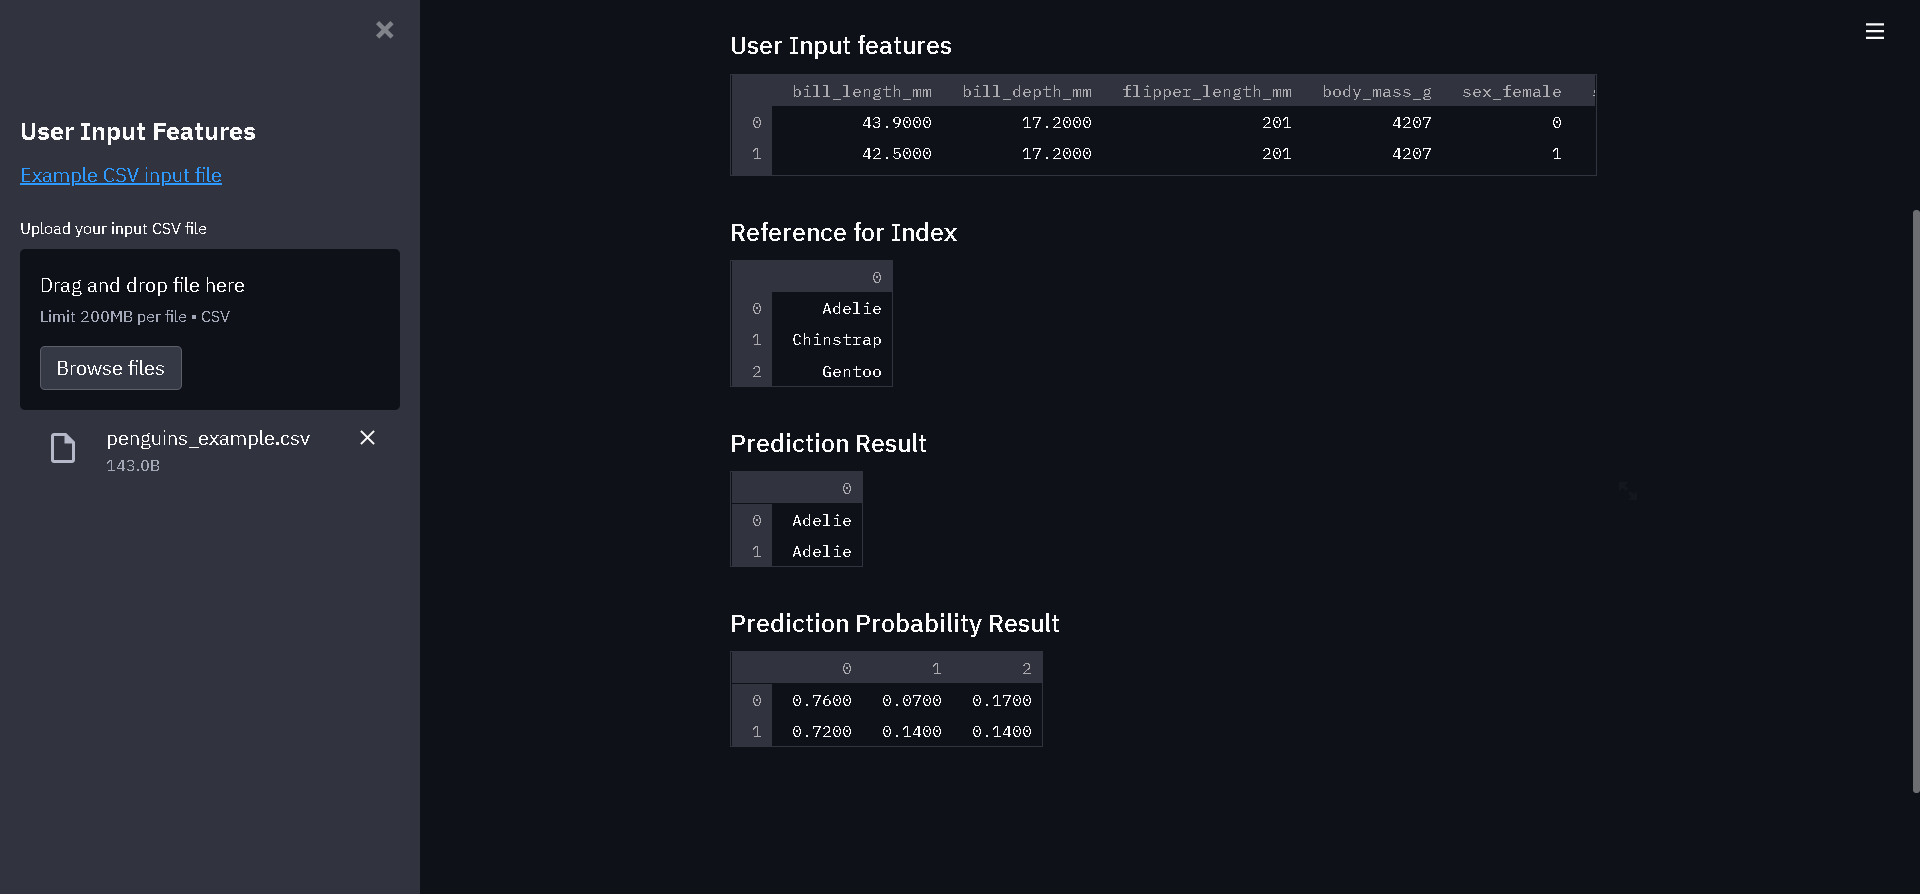 User Input Features
Example CSV input file
Upload your input CSV file
Drag and drop file here
Limit 200MB per file • CSV
Browse files
penguins_example.csv
143.0B
User Input features
bill_length_mm bill_depth_mm flipper_length_mm body_mass_g sex_female
0 43.9000 17.2000 201 4207 0
1 42.5000 17.2000 201 4207 1
Reference for Index
0
0 Adelie
1 Chinstrap
2 Gentoo
Prediction Result
0
0 Adelie
1 Adelie
Prediction Probability Result
0 1 2
0 0.7600 0.0700 0.1700
1 0.7200 0.1400 0.1400